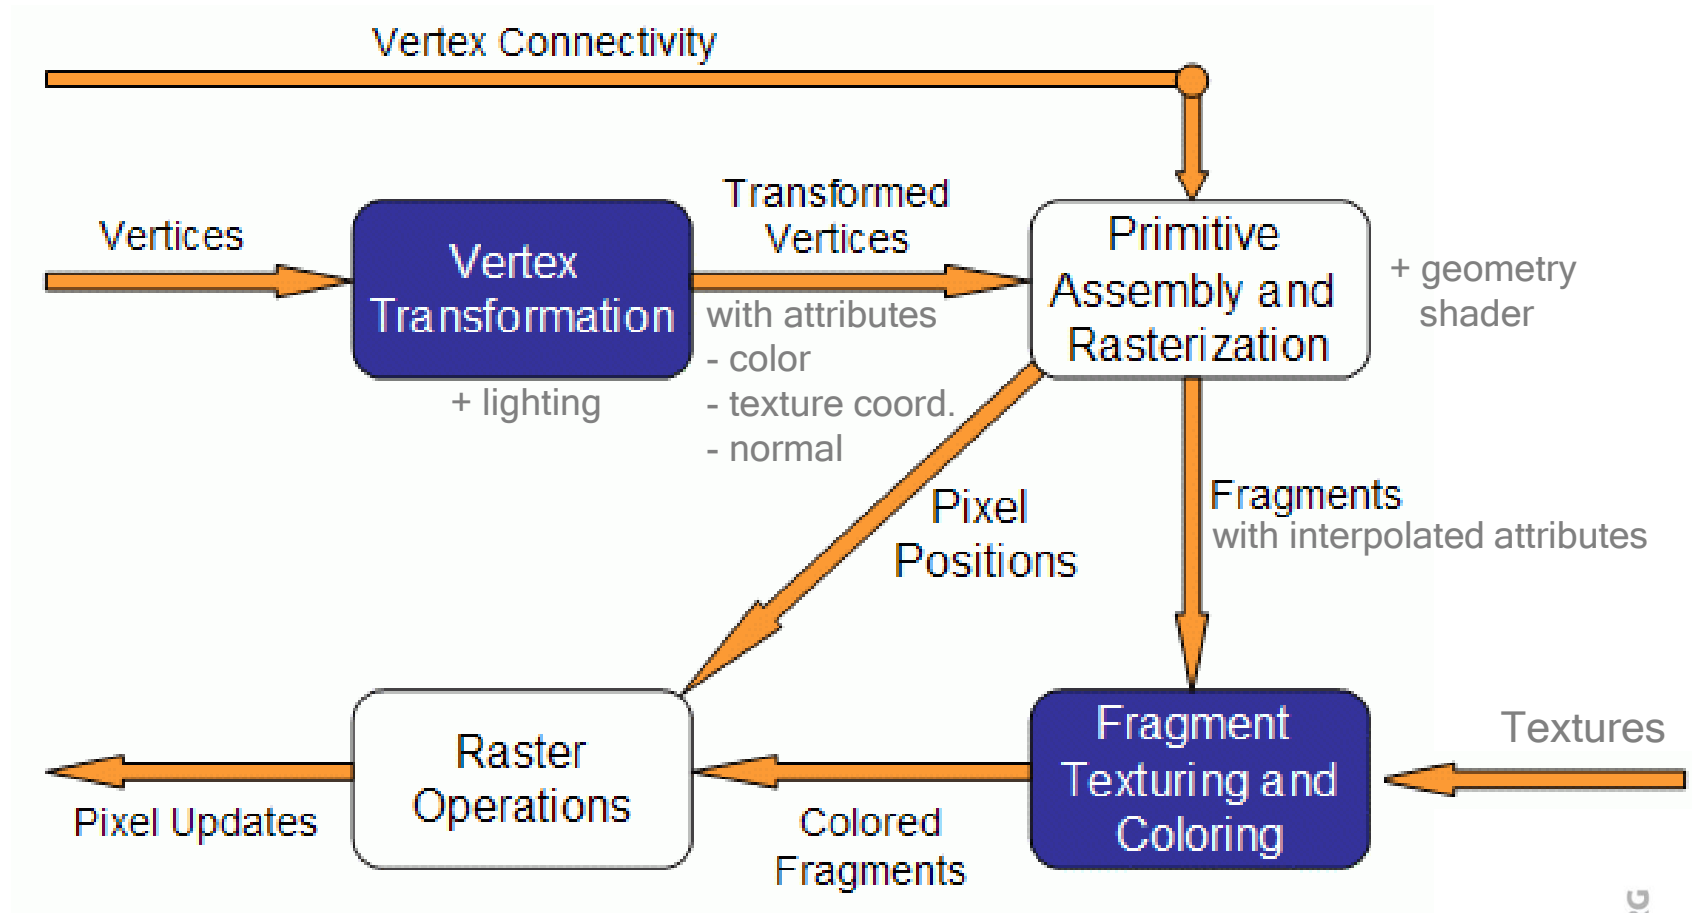 Vertex Connectivity
Vertices
Vertex
Transformation
+ lighting
Transformed
Vertices
with attributes
- color
- texture coord.
- normal
Primitive
Assembly and
Rasterization
+ geometry
shader
Pixel
Positions
Fragments
with interpolated attributes
Fragment
Texturing and
Coloring
Textures
Colored
Fragments
Raster
Operations
Pixel Updates